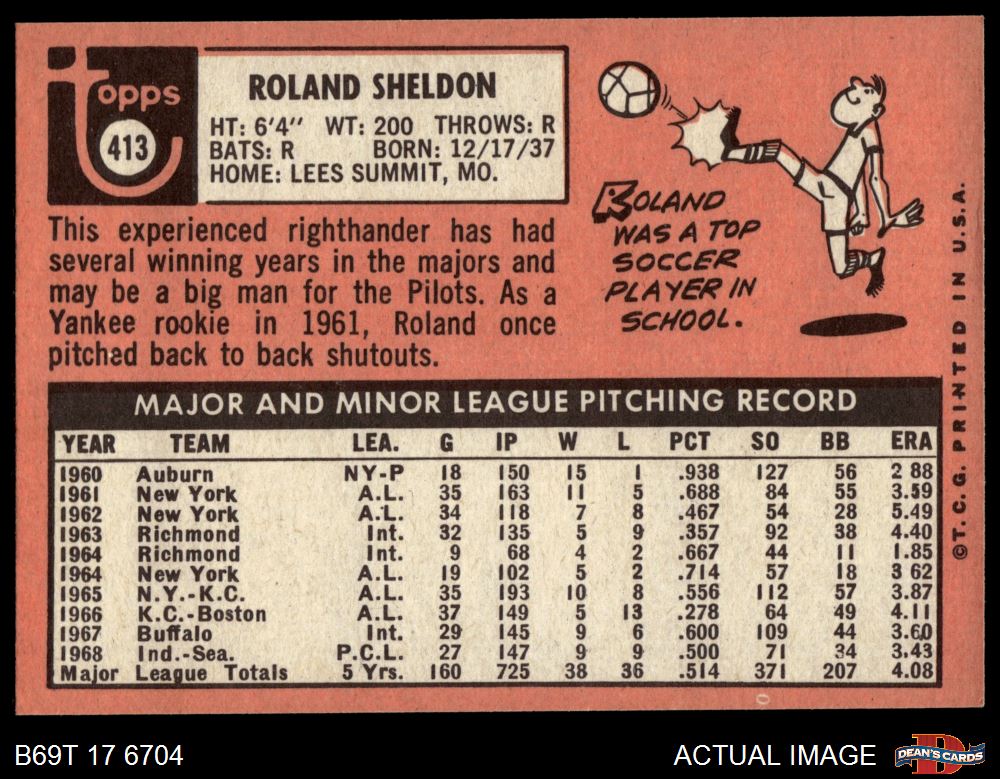 Topps
413
ROLAND SHELDON
HT: 6'4" WT: 200 THROWS: R
BATS: R BORN: 12/17/37
HOME: LEES SUMMIT, MO.
This experienced righthander has had
several winning years in the majors and
may be a big man for the Pilots. As a
Yankee rookie in 1961, Roland once
pitched back to back shutouts.
ROLAND
WAS A TOP
SOCCER
PLAYER IN
SCHOOL.
MAJOR AND MINOR LEAGUE PITCHING RECORD
YEAR TEAM LEA. G IP W L PCT SO BB ERA
1960 Auburn NY-P 18 150 15 1 .938 127 56 2 88
1961 New York A.L. 35 163 11 5 .688 84 55 3.59
1962 New York A.L. 34 118 7 8 .467 54 28 5.49
1963 Richmond Int. 32 135 5 9 .357 92 38 4.40
1964 Richmond Int. 9 68 4 2 .667 44 11 1.85
1964 New York A.L. 19 102 5 2 .714 57 18 3 62
1965 N.Y.-K.C. A.L. 35 193 10 8 .556 112 57 3.87
1966 K.C.-Boston A.L. 37 149 5 13 .278 64 49 4.11
1967 Buffalo Int. 29 145 9 6 .600 109 44 3.60
1968 Ind.-Sea. P.C.L. 27 147 9 9 .500 71 34 3.43
Major League Totals 5 Yrs. 160 725 38 36 .514 371 207 4.08
©T.C.G. PRINTED IN U.S.A.
B69T 17 6704
ACTUAL IMAGE
DEAN'S CARDS